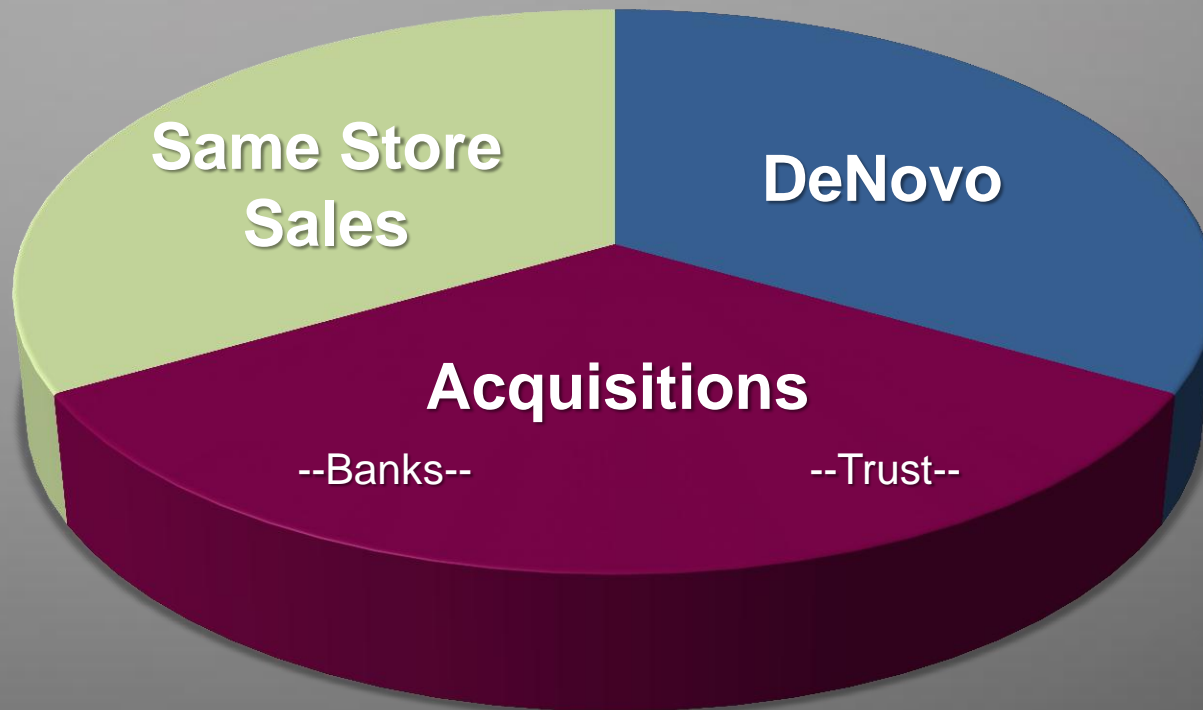 Same Store
Sales
DeNovo
Acquisitions
--Banks--
--Trust--